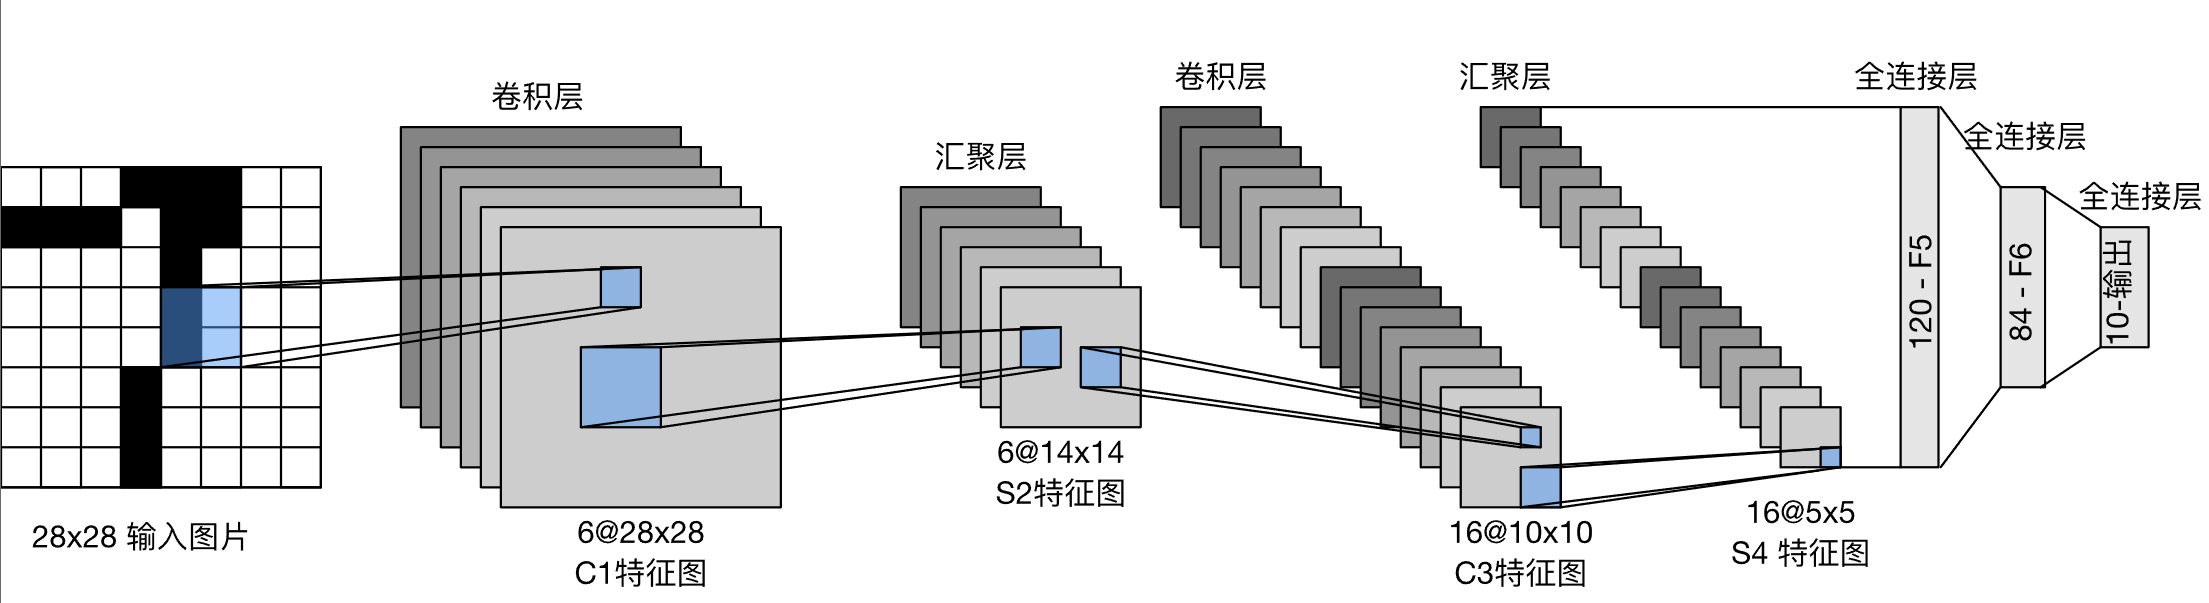 28x28 输入图片
卷积层
6@28x28
C1特征图
汇聚层
6@14x14
S2特征图
卷积层
16@10x10
C3特征图
汇聚层
16@5x5
S4 特征图
全连接层
120 - F5
全连接层
84 - F6
全连接层
10-输出